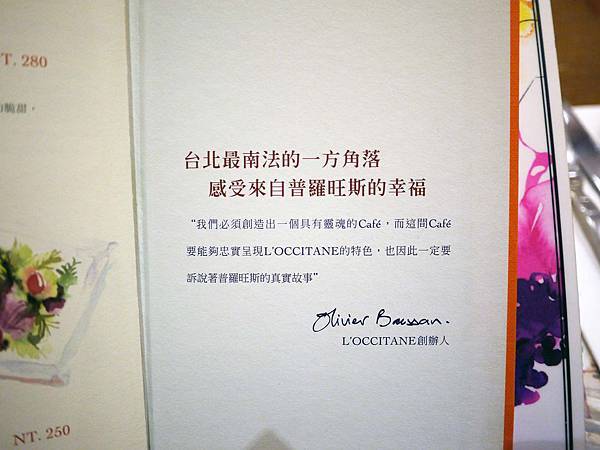 T. 280
脆甜，
台北最南法的一方角落
感受來自普羅旺斯的幸福
“我們必須創造出一個具有靈魂的Café，而這間Café
要能夠忠實呈現L'OCCITANE的特色，也因此一定要
訴說著普羅旺斯的真實故事”
Olivier Baussan.
L'OCCITANE創辦人
NT. 250